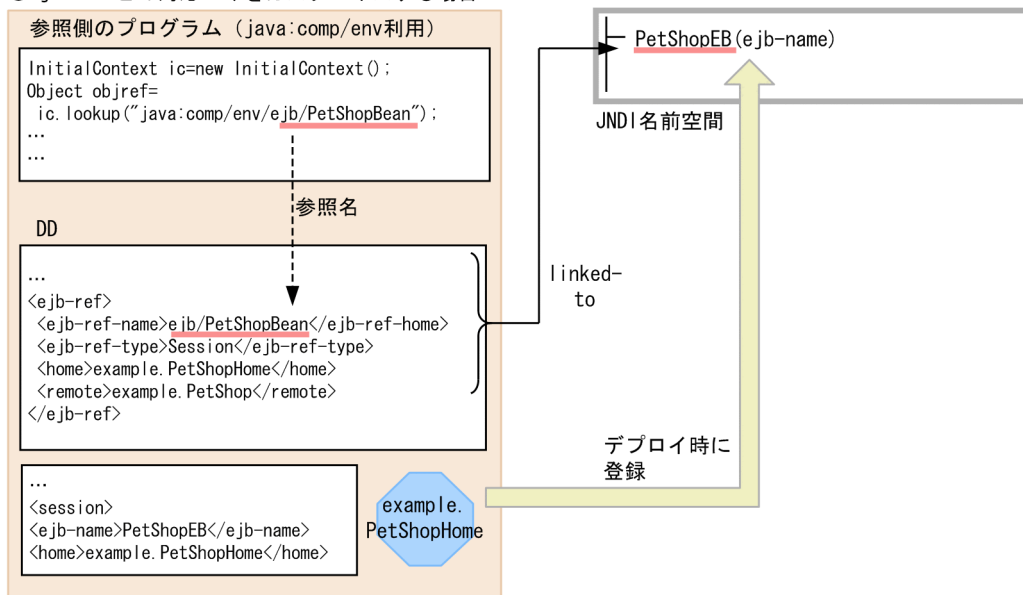 参照側のプログラム（java:comp/env利用）
InitialContext ic=new InitialContext();
Object objref=
ic.lookup("java:comp/env/ejb/PetShopBean");
…
…
参照名
DD
…
<ejb-ref>
<ejb-ref-name>ejb/PetShopBean</ejb-ref-home>
<ejb-ref-type>Session</ejb-ref-type>
<home>example.PetShopHome</home>
<remote>example.PetShop</remote>
</ejb-ref>
…
<session>
<ejb-name>PetShopEB</ejb-name>
<home>example.PetShopHome</home>
example.
PetShopHome
linked-
to
PetShopEB(ejb-name)
JNDI名前空間
デプロイ時に
登録